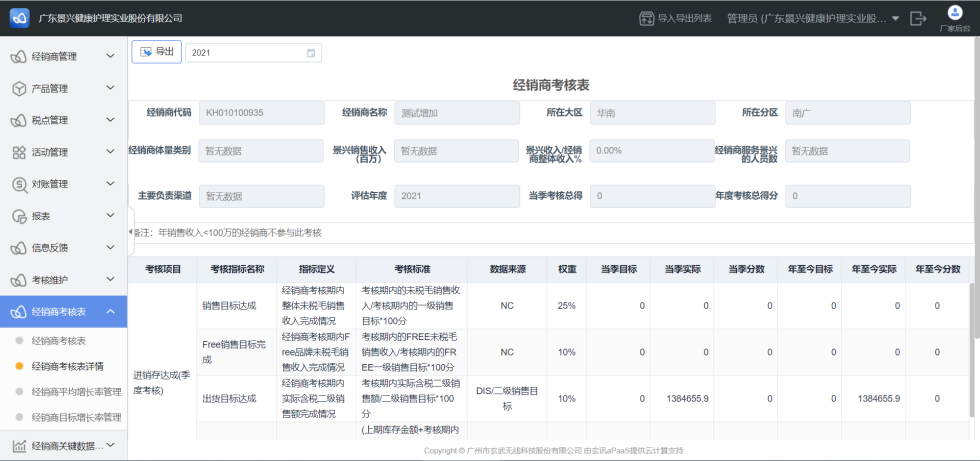 广东景兴健康护理实业股份有限公司
导入导出列表
管理员 (广东景兴健康护理实业股...
厂家后台
经销商管理
产品管理
税点管理
活动管理
对账管理
报表
信息反馈
考核维护
经销商考核表
经销商考核表
经销商考核表详情
经销商平均增长率管理
经销商目标增长率管理
经销商关键数据...
导出
2021
经销商考核表
经销商代码 KH010100935 经销商名称 测试增加 所在大区 华南 所在分区 南广
经销商体量类别 暂无数据 景兴销售收入
(百万) 暂无数据 景兴收入/经销
商整体收入% 0.00% 经销商服务景兴
的人员数 暂无数据
主要负责渠道 暂无数据 评估年度 2021 当季考核总得 0 年度考核总得分 0
备注：年销售收入<100万的经销商不参与此考核
考核项目 考核指标名称 指标定义 考核标准 数据来源 权重 当季目标 当季实际 当季分数 年至今目标 年至今实际 年至今分数
进销存达成(季
度考核)
销售目标达成
经销商考核期内
整体未税毛销售
收入完成情况
考核期内的未税毛销售收
入/考核期内的一级销售
目标*100分
NC 25% 0 0 0 0 0 0
Free销售目标完
成
经销商考核期内F
ree品牌未税毛销
售收入完成情况
考核期内的FREE未税毛
销售收入/考核期内的FR
EE一级销售目标*100分
NC 10% 0 0 0 0 0 0
出货目标达成
经销商考核期内
实际含税二级销
售额完成情况
考核期内实际含税二级销
售额/二级销售目标*100
分
DIS/二级销售目
标
10% 0 1384655.9 0 0 1384655.9 0
(上期库存金额+考核期内
Copyright © 广州市玄武无线科技股份有限公司 由玄讯aPaaS提供云计算支持